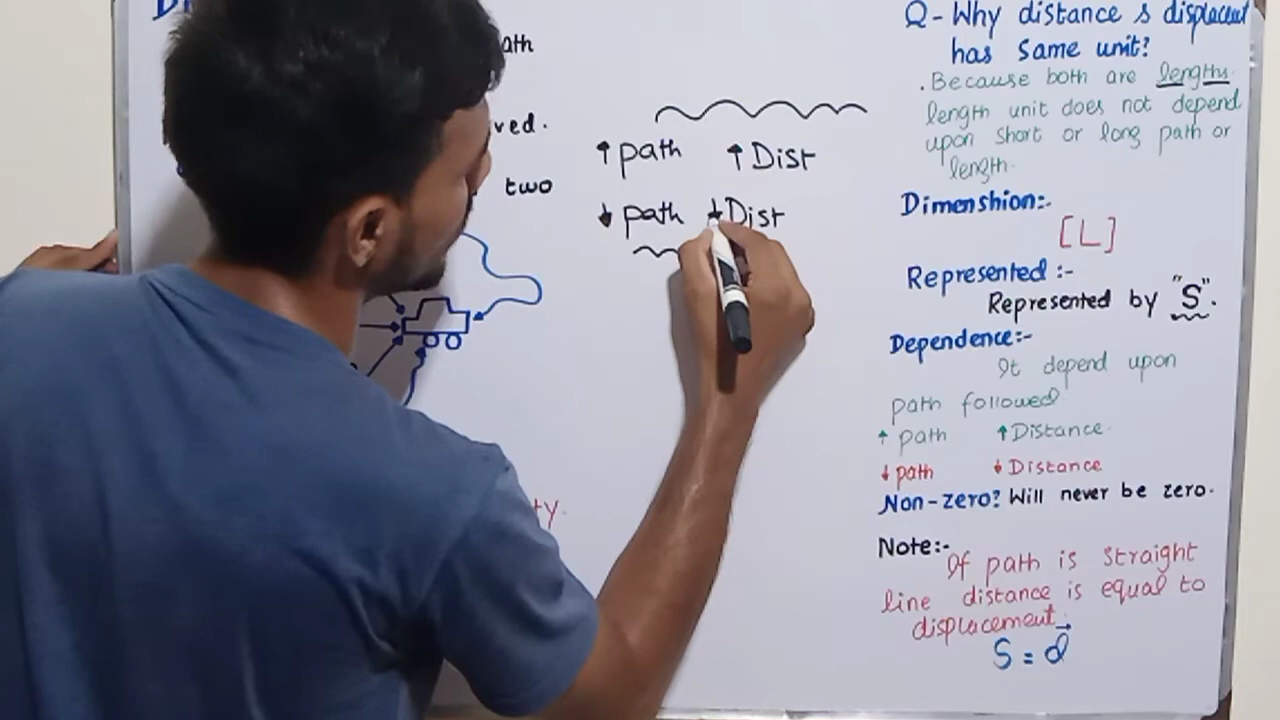 ath
ved.
two
ty.
↑ path ↑ Dist
↓ path ↓ Dist
Q- Why distance & displacemnt
has same unit?
. Because both are lengths.
length unit does not depend
upon short or long path or
length.
Dimenshion:-
[L]
Represented :-
Represented by "S".
Dependence:-
It depend upon
path followed
↑ path ↑ Distance.
↓ path ↓ Distance
Non-zero? Will never be zero.
Note:-
If path is straight
line distance is equal to
displacement.
S = d⃗